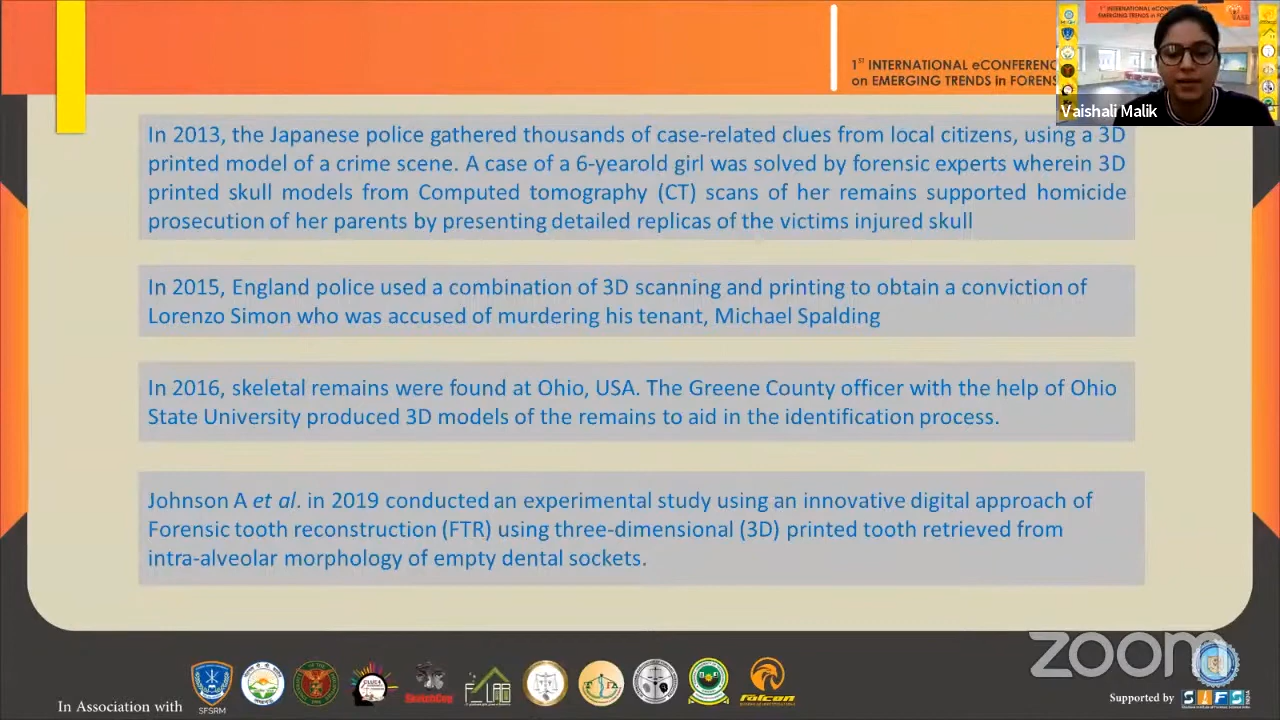 1ST INTERNATIONAL eCONFERENC
on EMERGING TRENDS in FORENS
Vaishali Malik
In 2013, the Japanese police gathered thousands of case-related clues from local citizens, using a 3D
printed model of a crime scene. A case of a 6-yearold girl was solved by forensic experts wherein 3D
printed skull models from Computed tomography (CT) scans of her remains supported homicide
prosecution of her parents by presenting detailed replicas of the victims injured skull
In 2015, England police used a combination of 3D scanning and printing to obtain a conviction of
Lorenzo Simon who was accused of murdering his tenant, Michael Spalding
In 2016, skeletal remains were found at Ohio, USA. The Greene County officer with the help of Ohio
State University produced 3D models of the remains to aid in the identification process.
Johnson A et al. in 2019 conducted an experimental study using an innovative digital approach of
Forensic tooth reconstruction (FTR) using three-dimensional (3D) printed tooth retrieved from
intra-alveolar morphology of empty dental sockets.
zoom
In Association with
SFSRM
falcon
Supported by
SIFS